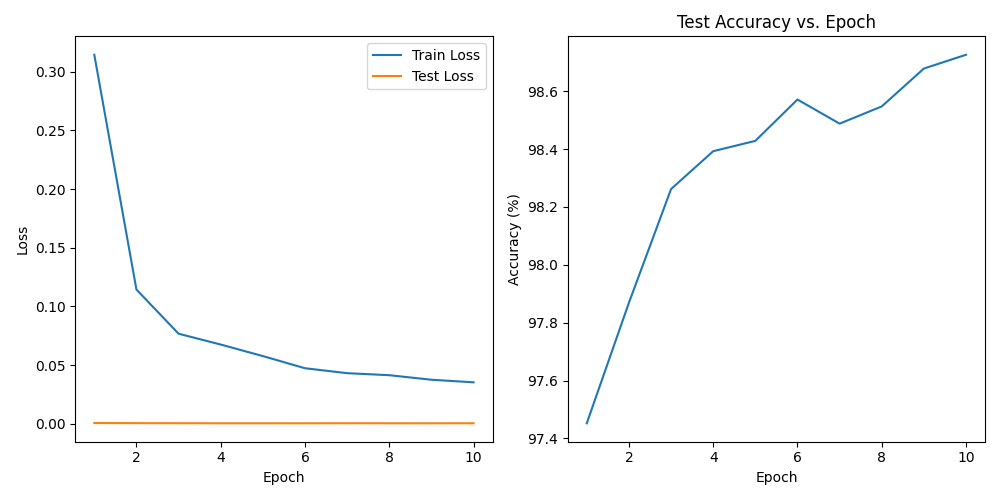 Train Loss
Test Loss
0.30
0.25
0.20
0.15
0.10
0.05
0.00
Loss
2 4 6 8 10
Epoch
Test Accuracy vs. Epoch
98.6
98.4
98.2
98.0
97.8
97.6
97.4
Accuracy (%)
2 4 6 8 10
Epoch